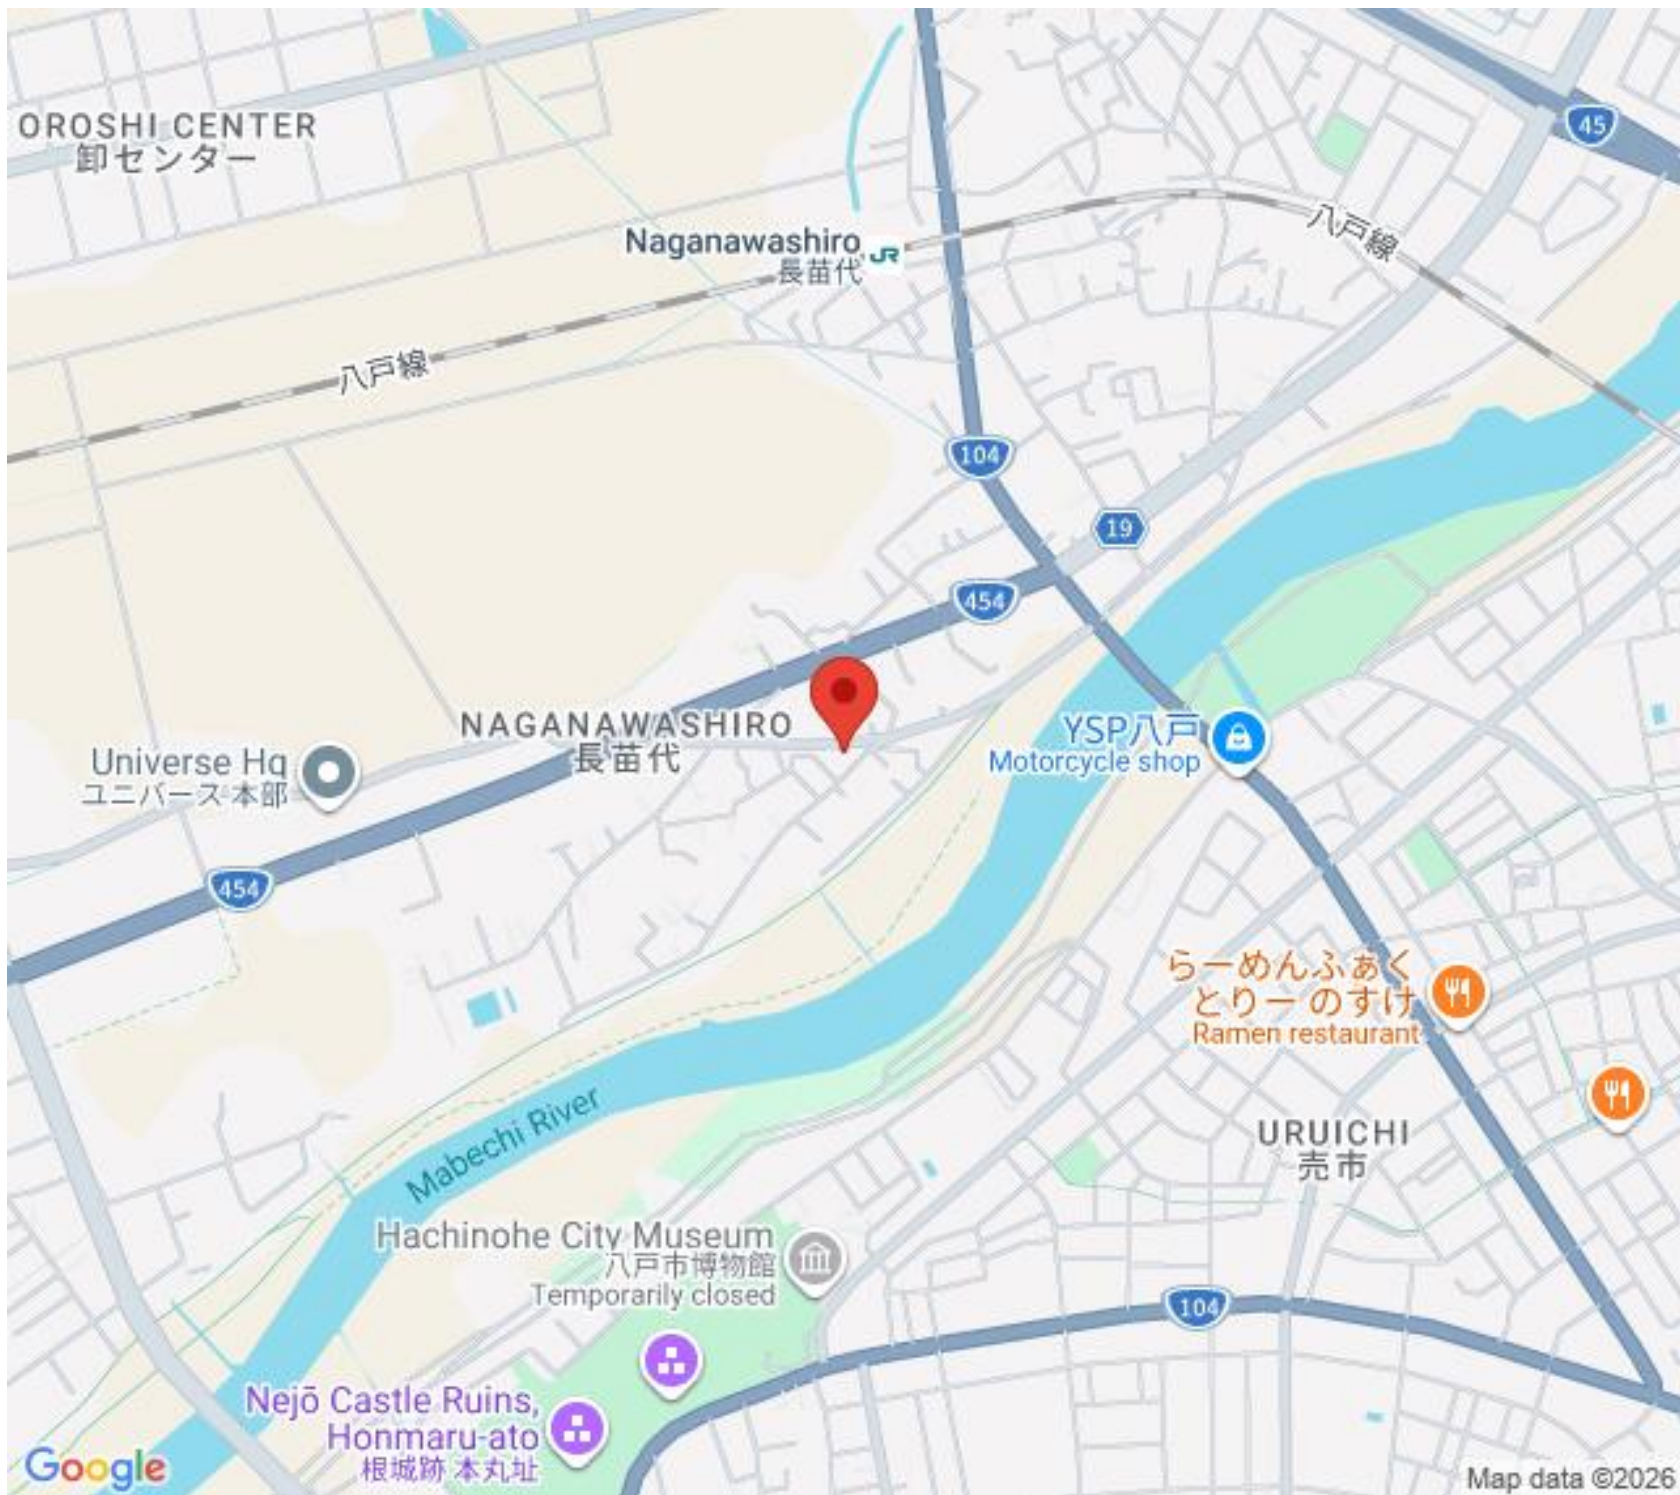 OROSHI CENTER
卸センター
45
Naganawashiro
長苗代
JR
八戸線
八戸線
104
19
454
NAGANAWASHIRO
長苗代
Universe Hq
ユニバース 本部
YSP八戸
Motorcycle shop
454
らーめんふぁく
とりー のすけ
Ramen restaurant
Mabechi River
URUICHI
売市
Hachinohe City Museum
八戸市博物館
Temporarily closed
104
Nejō Castle Ruins,
Honmaru-ato
根城跡 本丸址
Google
Map data ©2026